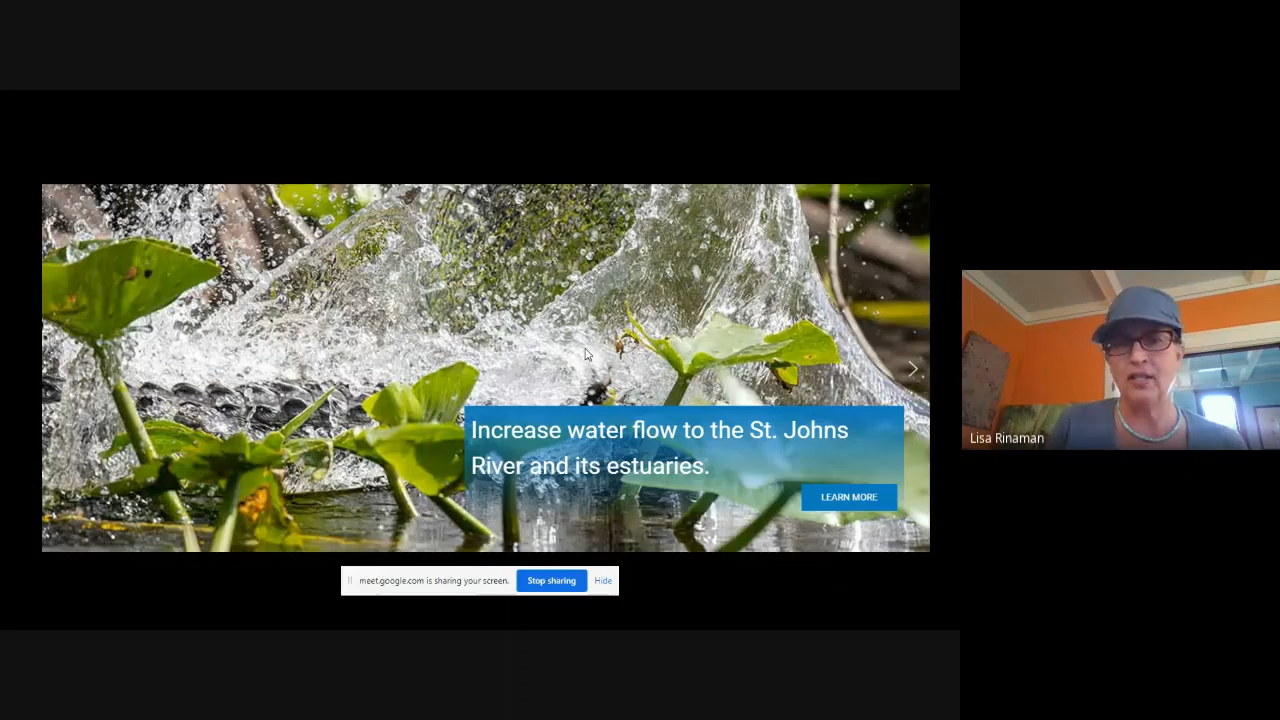 Increase water flow to the St. Johns
River and its estuaries.
LEARN MORE
Lisa Rinaman
meet.google.com is sharing your screen.
Stop sharing
Hide